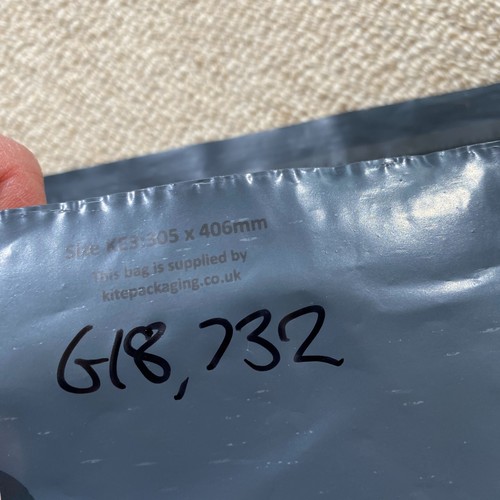 Size KE3:305 x 406mm
This bag is supplied by
kitepackaging.co.uk
G18,732